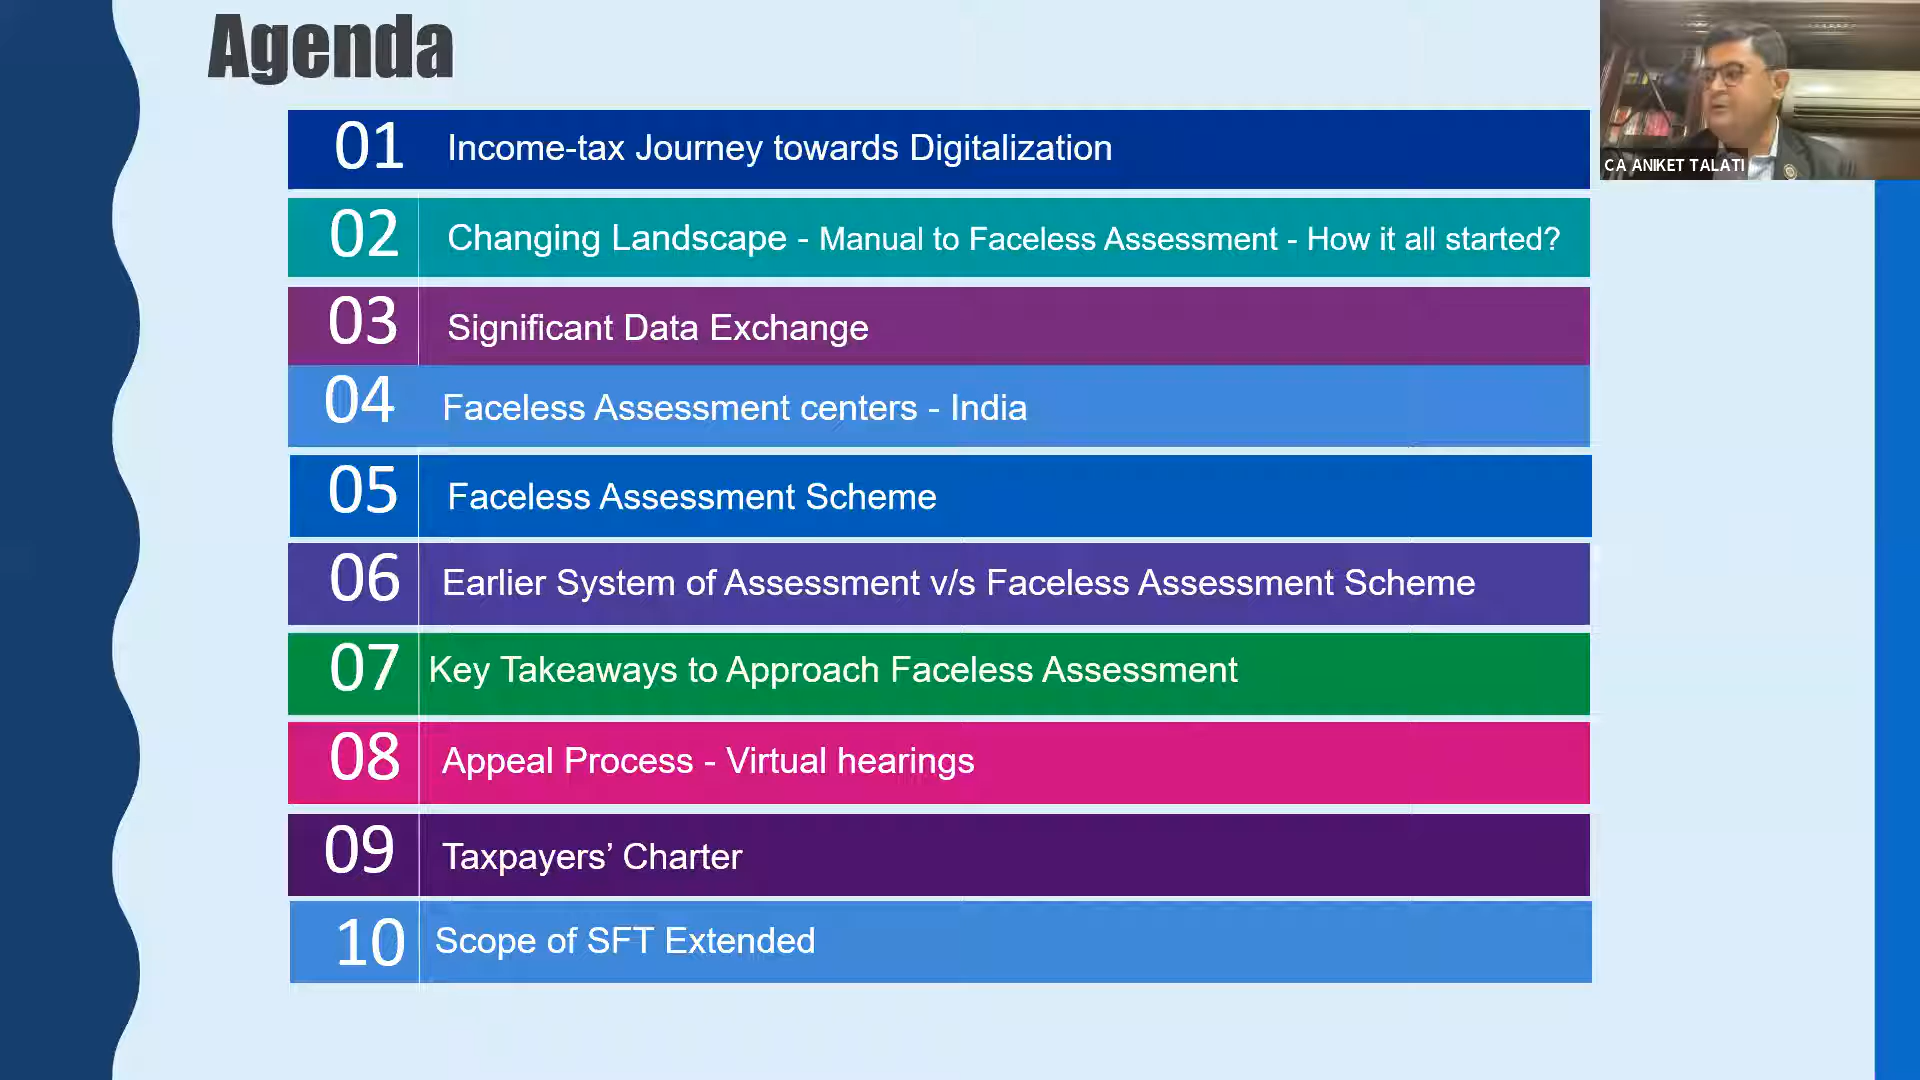 Agenda
01 Income-tax Journey towards Digitalization
02 Changing Landscape - Manual to Faceless Assessment - How it all started?
03 Significant Data Exchange
04 Faceless Assessment centers - India
05 Faceless Assessment Scheme
06 Earlier System of Assessment v/s Faceless Assessment Scheme
07 Key Takeaways to Approach Faceless Assessment
08 Appeal Process - Virtual hearings
09 Taxpayers’ Charter
10 Scope of SFT Extended
CA ANIKET TALATI